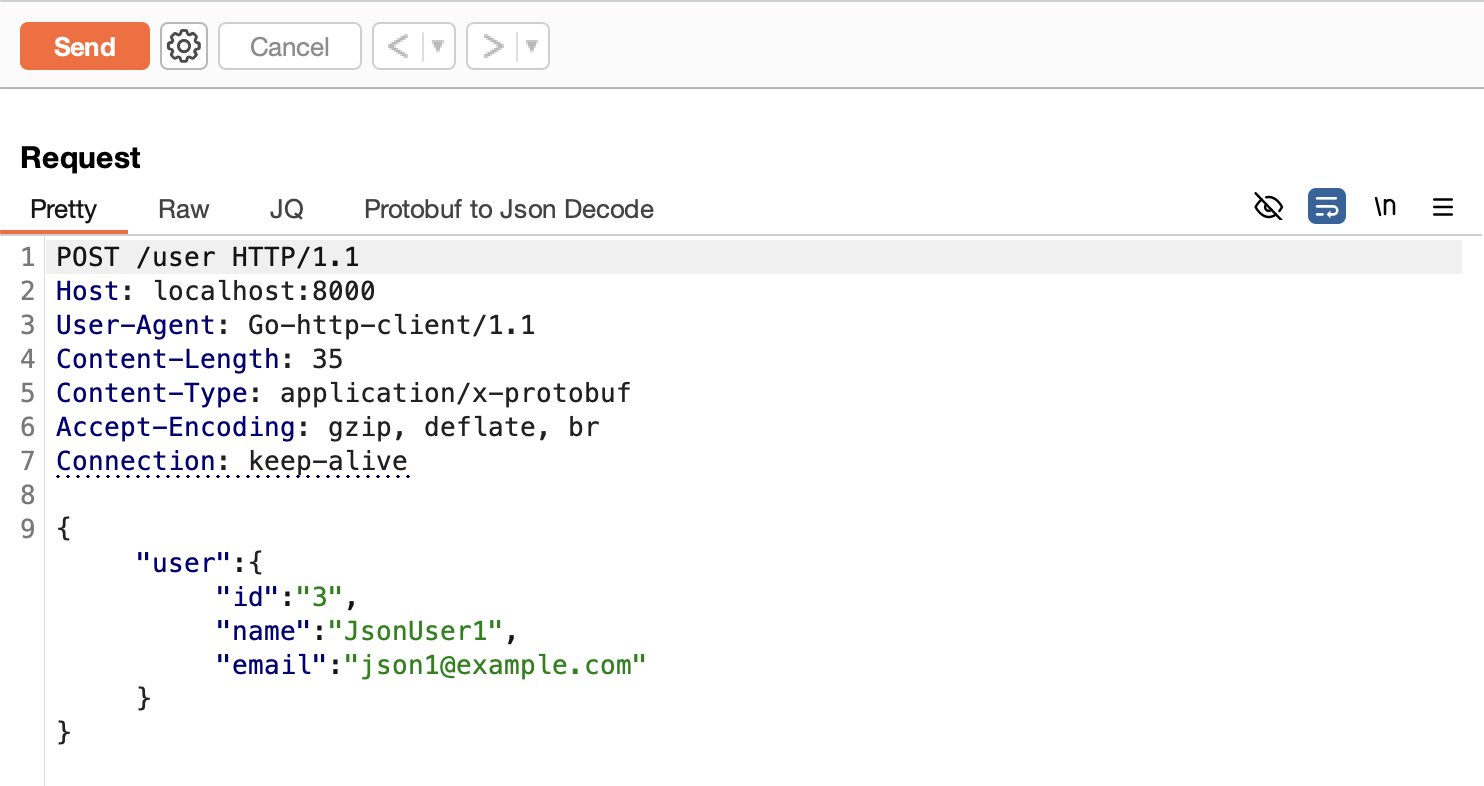 Send Cancel < >
Request
Pretty Raw JQ Protobuf to Json Decode \n
1 POST /user HTTP/1.1
2 Host: localhost:8000
3 User-Agent: Go-http-client/1.1
4 Content-Length: 35
5 Content-Type: application/x-protobuf
6 Accept-Encoding: gzip, deflate, br
7 Connection: keep-alive
8
9 {
"user":{
"id":"3",
"name":"JsonUser1",
"email":"json1@example.com"
}
}